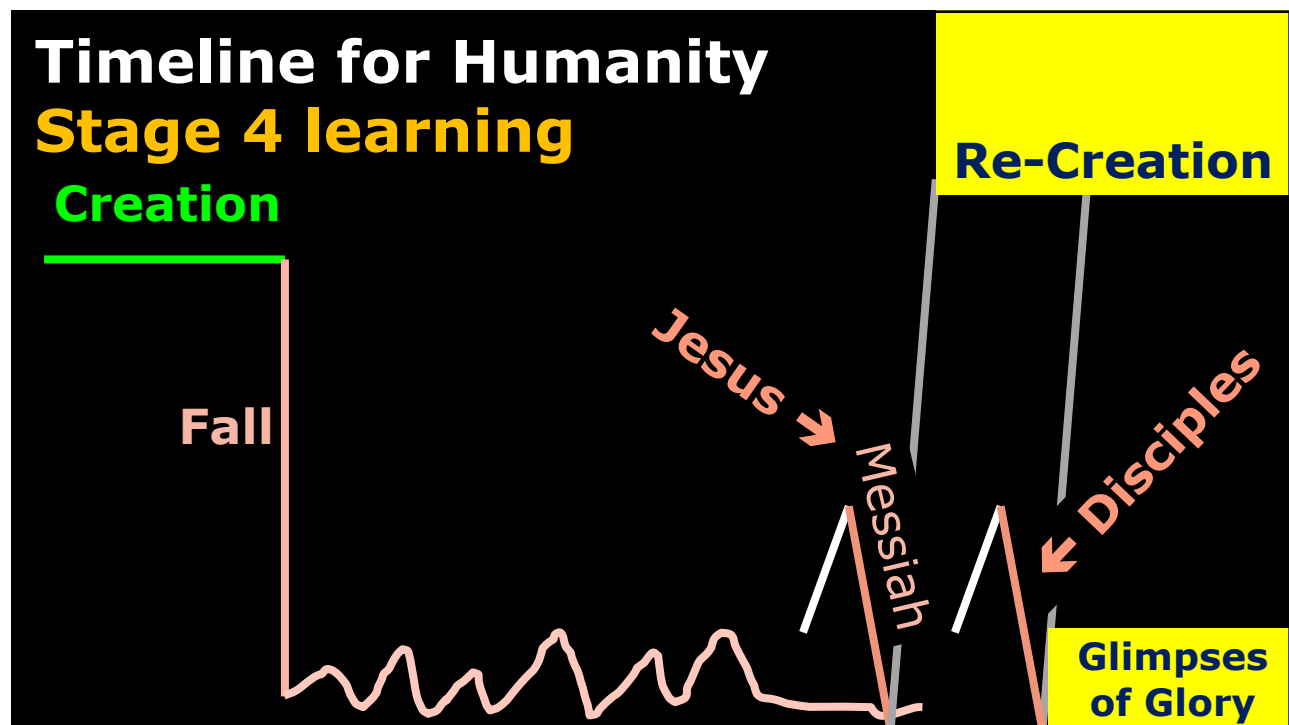 Timeline for Humanity
Stage 4 learning
Re-Creation
Creation
Jesus ➔
Fall
Messiah
Disciples
Glimpses
of Glory